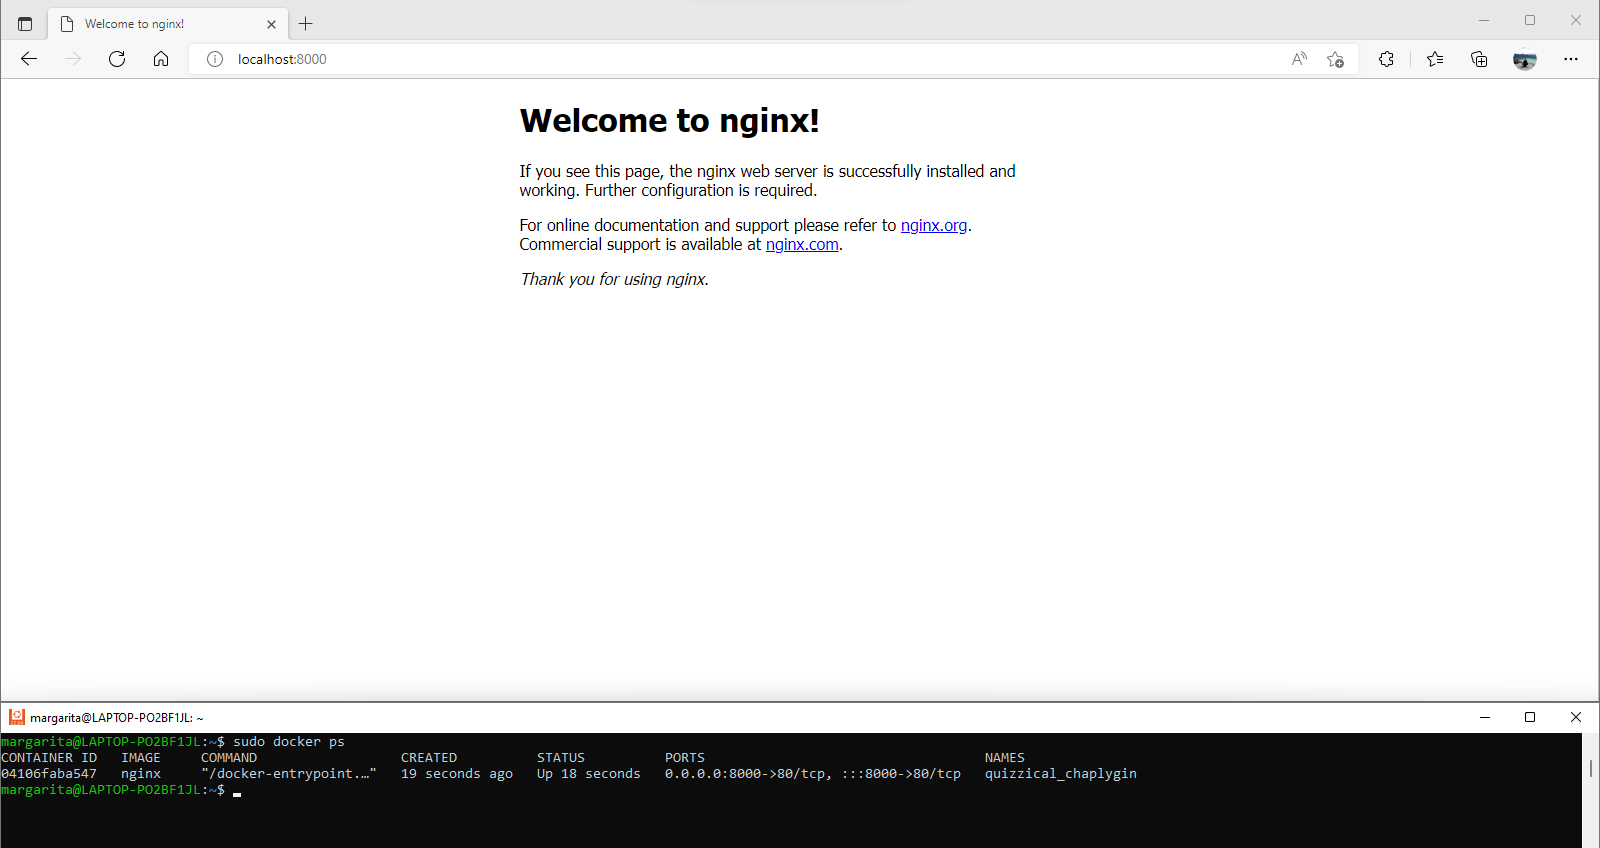 Welcome to nginx!
localhost:8000
Welcome to nginx!
If you see this page, the nginx web server is successfully installed and
working. Further configuration is required.
For online documentation and support please refer to nginx.org.
Commercial support is available at nginx.com.
Thank you for using nginx.
margarita@LAPTOP-PO2BF1JL: ~
margarita@LAPTOP-PO2BF1JL:~$ sudo docker ps
CONTAINER ID   IMAGE     COMMAND                  CREATED          STATUS          PORTS                                   NAMES
04106faba547   nginx     "/docker-entrypoint.…"   19 seconds ago   Up 18 seconds   0.0.0.0:8000->80/tcp, :::8000->80/tcp   quizzical_chaplygin
margarita@LAPTOP-PO2BF1JL:~$